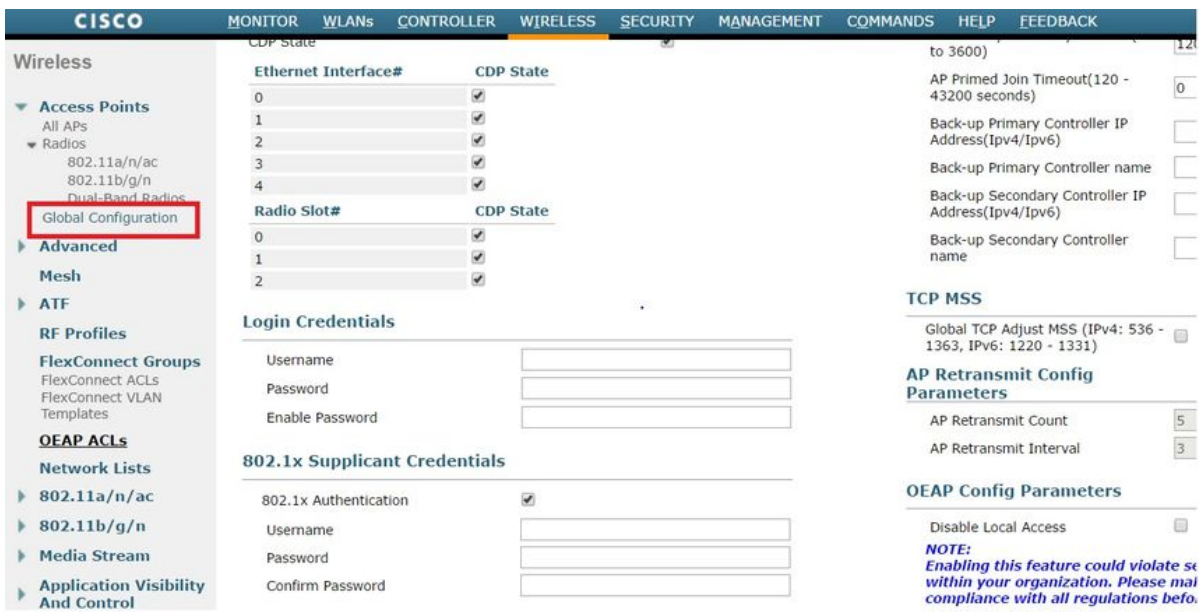 CISCO
MONITOR WLANs CONTROLLER WIRELESS SECURITY MANAGEMENT COMMANDS HELP FEEDBACK
Wireless
Access Points
All APs
Radios
802.11a/n/ac
802.11b/g/n
Dual-Band Radios
Global Configuration
Advanced
Mesh
ATF
RF Profiles
FlexConnect Groups
FlexConnect ACLs
FlexConnect VLAN
Templates
OEAP ACLs
Network Lists
802.11a/n/ac
802.11b/g/n
Media Stream
Application Visibility
And Control
CDP State
Ethernet Interface# CDP State
0
1
2
3
4
Radio Slot# CDP State
0
1
2
Login Credentials
Username
Password
Enable Password
802.1x Supplicant Credentials
802.1x Authentication
Username
Password
Confirm Password
to 3600)
AP Primed Join Timeout(120 -
43200 seconds) 0
Back-up Primary Controller IP
Address(Ipv4/Ipv6)
Back-up Primary Controller name
Back-up Secondary Controller IP
Address(Ipv4/Ipv6)
Back-up Secondary Controller
name
TCP MSS
Global TCP Adjust MSS (IPv4: 536 -
1363, IPv6: 1220 - 1331)
AP Retransmit Config
Parameters
AP Retransmit Count 5
AP Retransmit Interval 3
OEAP Config Parameters
Disable Local Access
NOTE:
Enabling this feature could violate
within your organization. Please
compliance with all regulations